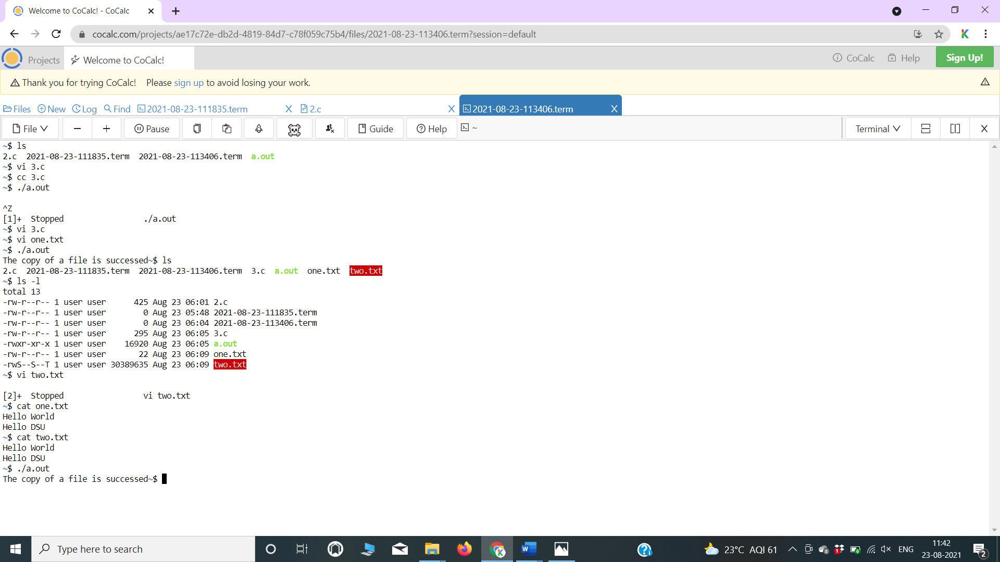 Welcome to CoCalc! - CoCalc
cocalc.com/projects/ae17c72e-db2d-4819-84d7-c78f059c75b4/files/2021-08-23-113406.term?session=default
Projects Welcome to CoCalc! CoCalc Help Sign Up!
Thank you for trying CoCalc! Please sign up to avoid losing your work.
Files New Log Find 2021-08-23-111835.term X 2.c X 2021-08-23-113406.term X
File Pause Guide Help ~ Terminal
~$ ls
2.c  2021-08-23-111835.term  2021-08-23-113406.term  a.out
~$ vi 3.c
~$ cc 3.c
~$ ./a.out
^Z
[1]+  Stopped                 ./a.out
~$ vi 3.c
~$ vi one.txt
~$ ./a.out
The copy of a file is successed~$ ls
2.c  2021-08-23-111835.term  2021-08-23-113406.term  3.c  a.out  one.txt  two.txt
~$ ls -l
total 13
-rw-r--r-- 1 user user      425 Aug 23 06:01 2.c
-rw-r--r-- 1 user user        0 Aug 23 05:48 2021-08-23-111835.term
-rw-r--r-- 1 user user        0 Aug 23 06:04 2021-08-23-113406.term
-rw-r--r-- 1 user user      295 Aug 23 06:05 3.c
-rwxr-xr-x 1 user user    16920 Aug 23 06:05 a.out
-rw-r--r-- 1 user user       22 Aug 23 06:09 one.txt
-rwS--S--T 1 user user 30389635 Aug 23 06:09 two.txt
~$ vi two.txt
[2]+  Stopped                 vi two.txt
~$ cat one.txt
Hello World
Hello DSU
~$ cat two.txt
Hello World
Hello DSU
~$ ./a.out
The copy of a file is successed~$
Type here to search
23°C AQI 61 ENG 11:42
23-08-2021 2